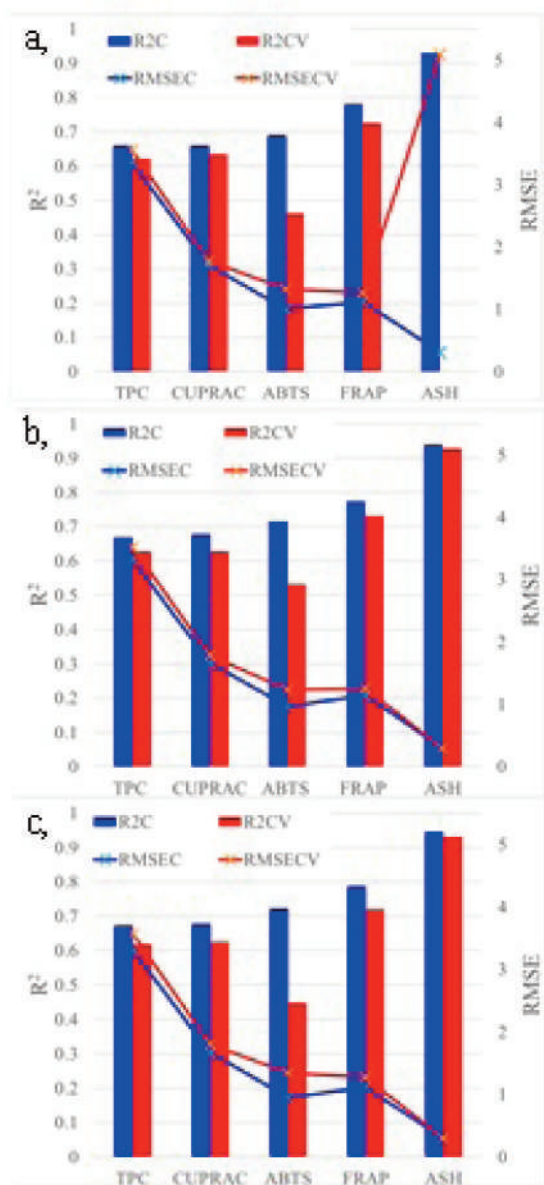 a,
R2C R2CV
RMSEC RMSECV
1
0.9
0.8
0.7
0.6
0.5
0.4
0.3
0.2
0.1
0
R²
5
4
3
2
1
0
RMSE
TPC CUPRAC ABTS FRAP ASH
b,
R2C R2CV
RMSEC RMSECV
1
0.9
0.8
0.7
0.6
0.5
0.4
0.3
0.2
0.1
0
R²
5
4
3
2
1
0
RMSE
TPC CUPRAC ABTS FRAP ASH
c,
R2C R2CV
RMSEC RMSECV
1
0.9
0.8
0.7
0.6
0.5
0.4
0.3
0.2
0.1
0
R²
5
4
3
2
1
0
RMSE
TPC CUPRAC ABTS FRAP ASH